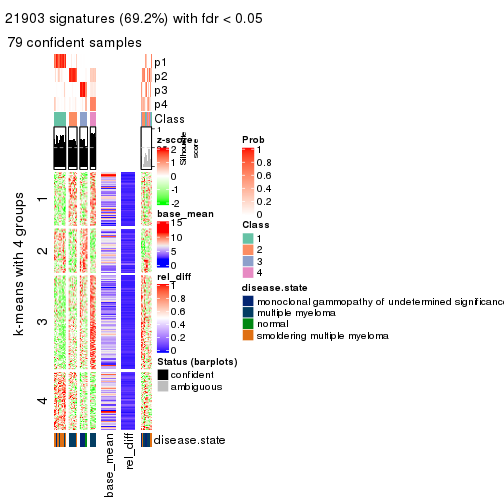 21903 signatures (69.2%) with fdr < 0.05
79 confident samples
p1
p2
p3
p4
Class
1
Silhouette
score
z-score
2
1
0
-1
-2
base_mean
15
10
5
0
rel_diff
1
0.8
0.6
0.4
0.2
0
Status (barplots)
confident
ambiguous
Prob
1
0.8
0.6
0.4
0.2
0
Class
1
2
3
4
disease.state
monoclonal gammopathy of undetermined significance
multiple myeloma
normal
smoldering multiple myeloma
k-means with 4 groups
1
2
3
4
disease.state
base_mean
rel_diff